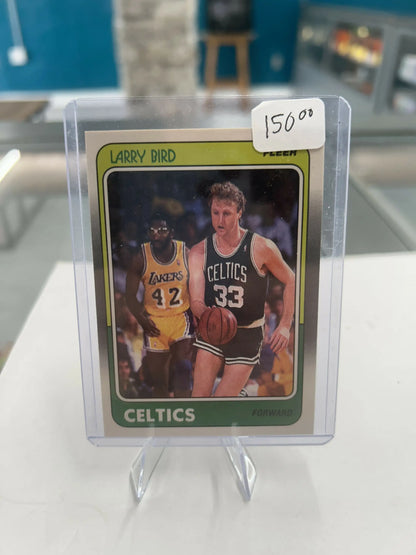 150⁰⁰
LARRY BIRD FLEER
LAKERS
42
CELTICS
33
CELTICS FORWARD